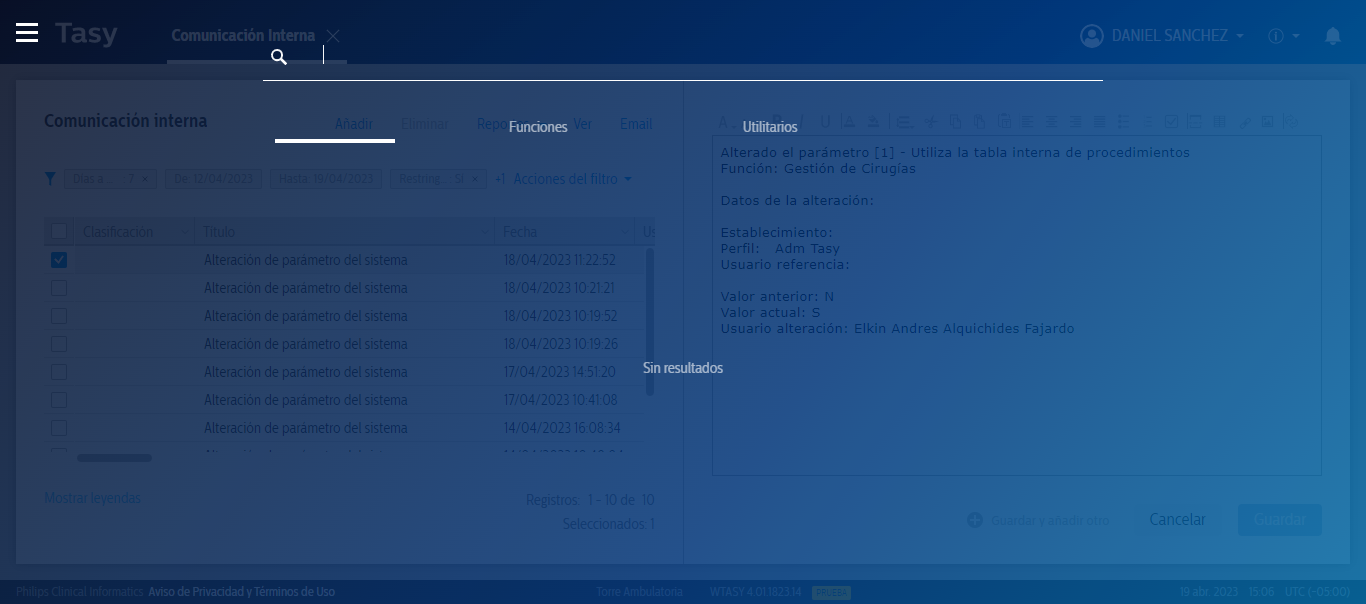 Tasy
Comunicación Interna
DANIEL SANCHEZ
Comunicación interna
Añadir
Eliminar
Funciones
Ver
Email
Utilitarios
Días a... 7 ×
De: 12/04/2023
Hasta: 19/04/2023
Restring... Sí ×
+1
Acciones del filtro
Clasificación
Título
Fecha
Us
Alteración de parámetro del sistema 18/04/2023 11:22:52
Alteración de parámetro del sistema 18/04/2023 10:21:21
Alteración de parámetro del sistema 18/04/2023 10:19:52
Alteración de parámetro del sistema 18/04/2023 10:19:26
Alteración de parámetro del sistema 17/04/2023 14:51:20
Alteración de parámetro del sistema 17/04/2023 10:41:08
Alteración de parámetro del sistema 14/04/2023 16:08:34
Mostrar leyendas
Registros: 1 - 10 de 10
Seleccionados: 1
Alterado el parámetro [1] - Utiliza la tabla interna de procedimientos
Función: Gestión de Cirugías
Datos de la alteración:
Establecimiento:
Perfil: Adm Tasy
Usuario referencia:
Valor anterior: N
Valor actual: S
Usuario alteración: Elkin Andres Alquichides Fajardo
Sin resultados
Guardar y añadir otro
Cancelar
Guardar
Philips Clinical Informatics
Aviso de Privacidad y Términos de Uso
Torre Ambulatoria
WTASY 4.01.1823.14
PRUEBA
19 abr. 2023 15:06 UTC (-05:00)